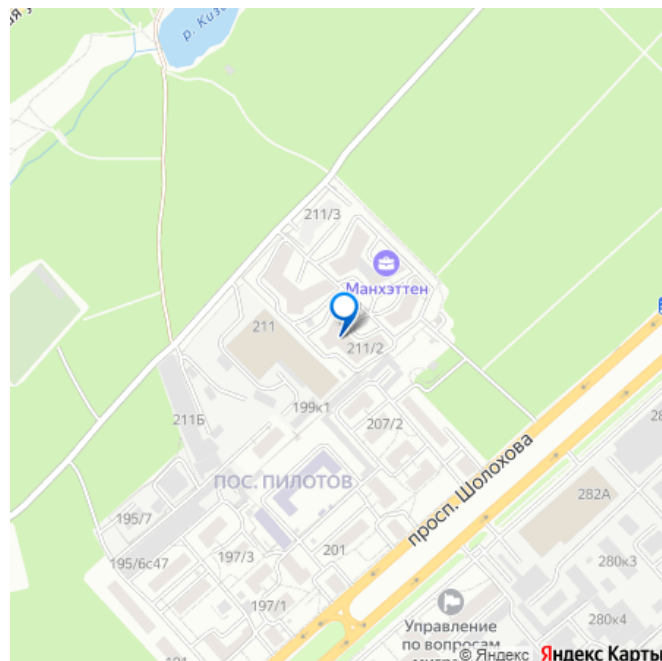 р. Киз
211/3
Манхэттен
211
211/2
199к1
207/2
211Б
просп. Шолохова
ПОС. ПИЛОТОВ
282А
195/7
201
195/6с47
197/3
280к3
197/1
280к4
Управление
по вопросам
© Яндекс Яндекс Карты